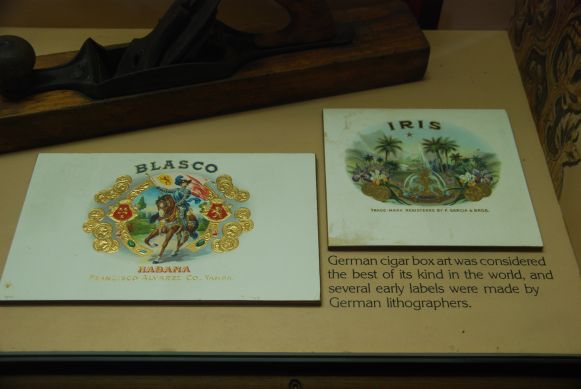 BLASCO
HABANA
FRANCISCO ALVAREZ CO. TAMPA.
IRIS
TRADE-MARK REGISTERED BY P. GARCIA & BROS.
German cigar box art was considered
the best of its kind in the world, and
several early labels were made by
German lithographers.